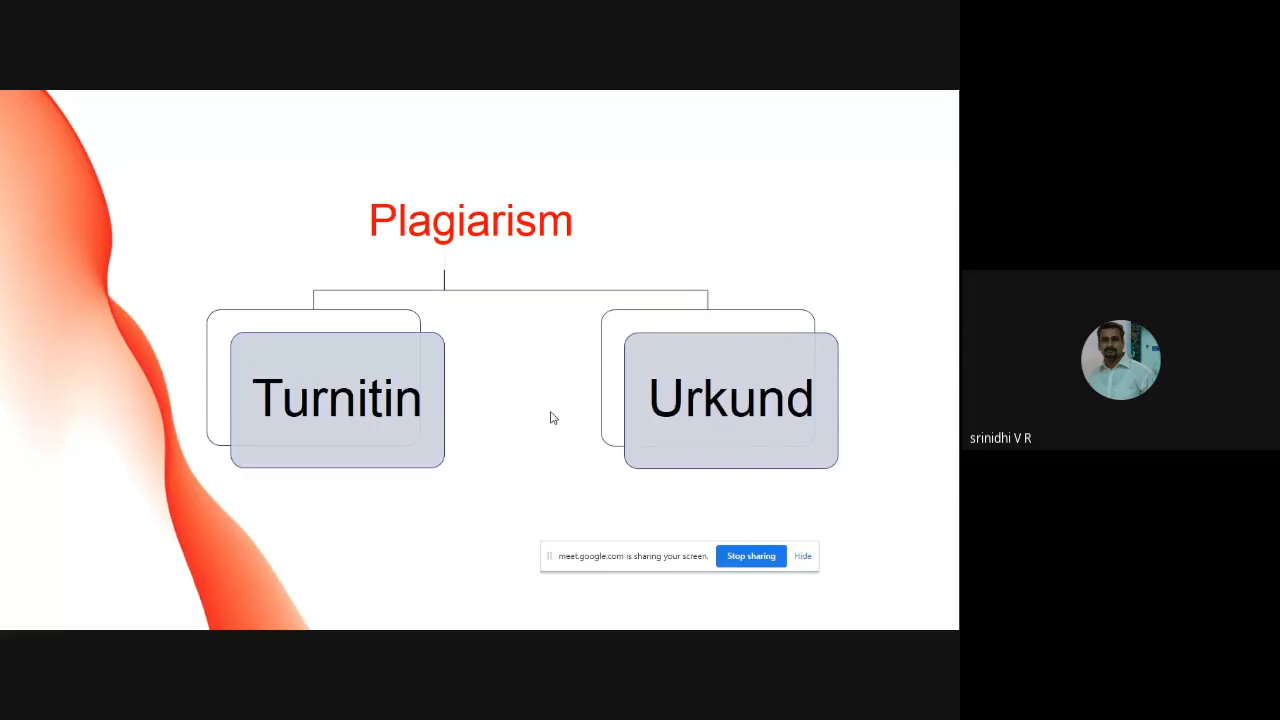 Plagiarism
Turnitin
Urkund
meet.google.com is sharing your screen.
Stop sharing
Hide
srinidhi V R